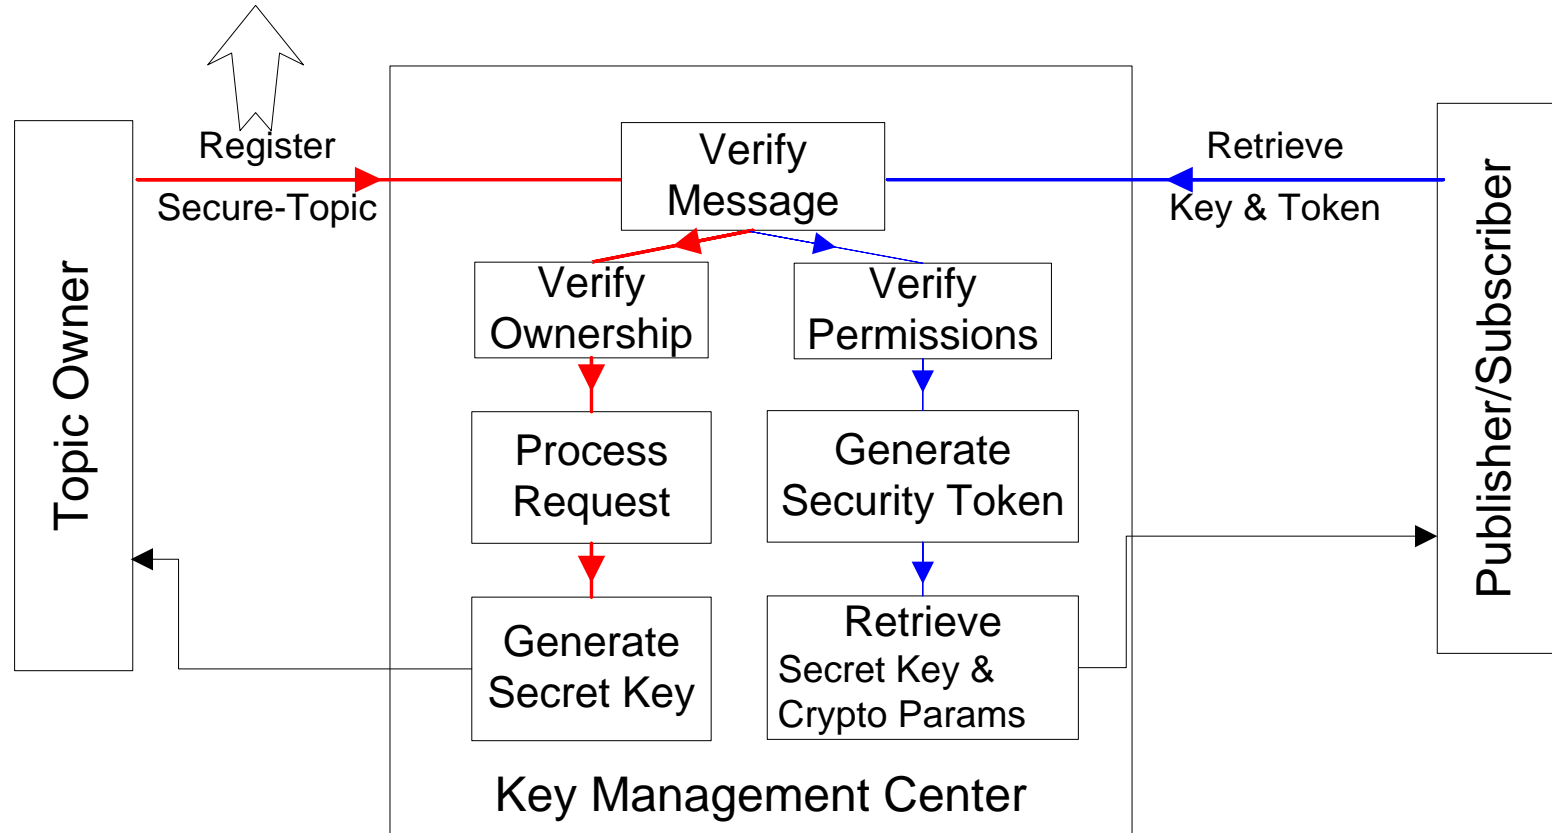 Register
Secure-Topic
Topic Owner
Verify
Message
Retrieve
Key & Token
Publisher/Subscriber
Verify
Ownership
Verify
Permissions
Process
Request
Generate
Security Token
Generate
Secret Key
Retrieve
Secret Key &
Crypto Params
Key Management Center